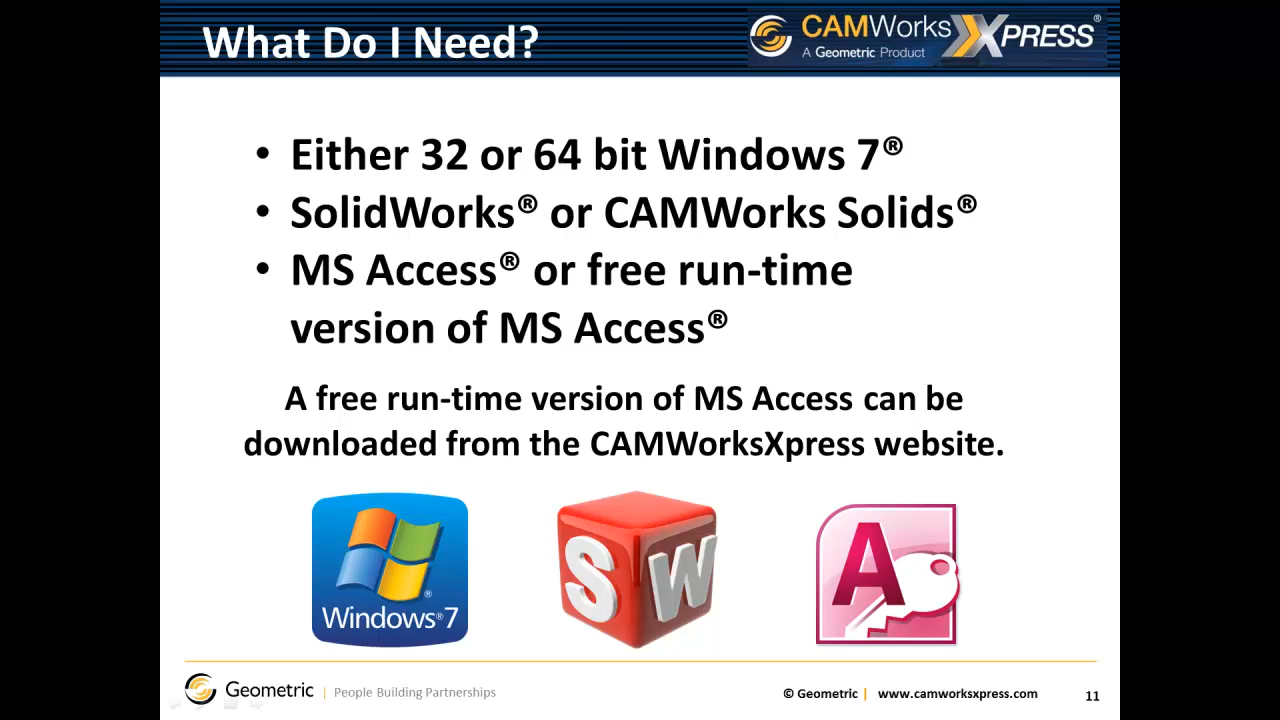 What Do I Need?
CAMWorks XPRESS®
A Geometric Product
• Either 32 or 64 bit Windows 7®
• SolidWorks® or CAMWorks Solids®
• MS Access® or free run-time
version of MS Access®
A free run-time version of MS Access can be
downloaded from the CAMWorksXpress website.
Windows®7
SW
A
Geometric | People Building Partnerships
© Geometric | www.camworksxpress.com
11